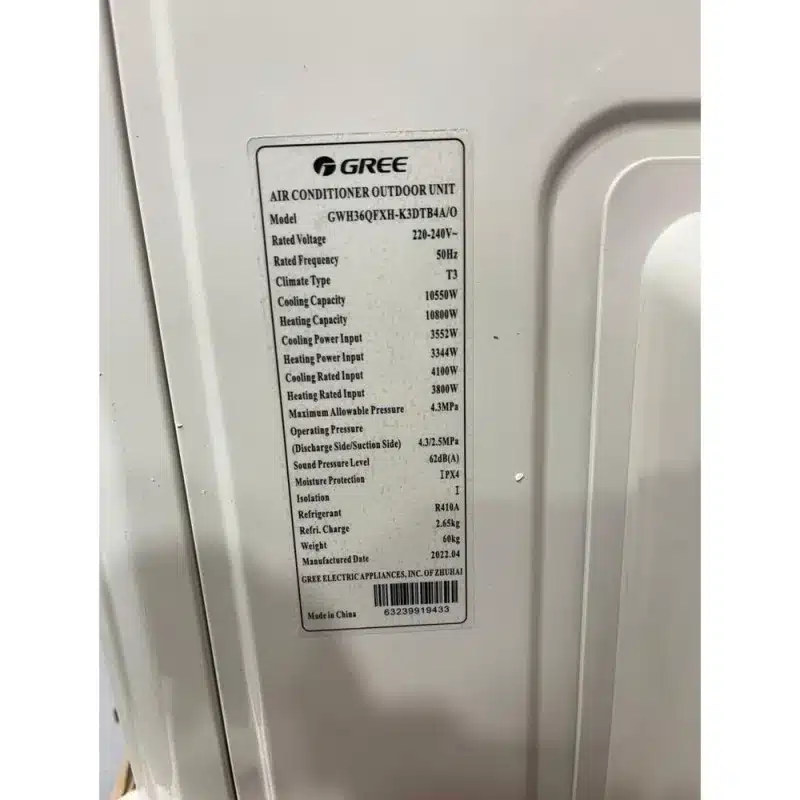 GREE
AIR CONDITIONER OUTDOOR UNIT
Model GWH36QFXH-K3DTB4A/O
Rated Voltage 220-240V~
Rated Frequency 50Hz
Climate Type T3
Cooling Capacity 10550W
Heating Capacity 10800W
Cooling Power Input 3552W
Heating Power Input 3344W
Cooling Rated Input 4100W
Heating Rated Input 3800W
Maximum Allowable Pressure 4.3MPa
Operating Pressure
(Discharge Side/Suction Side) 4.3/2.5MPa
Sound Pressure Level 62dB(A)
Moisture Protection IPX4
Isolation I
Refrigerant R410A
Refri. Charge 2.65kg
Weight 60kg
Manufactured Date 2022.04
GREE ELECTRIC APPLIANCES, INC. OF ZHUHAI
Made in China 63239919433